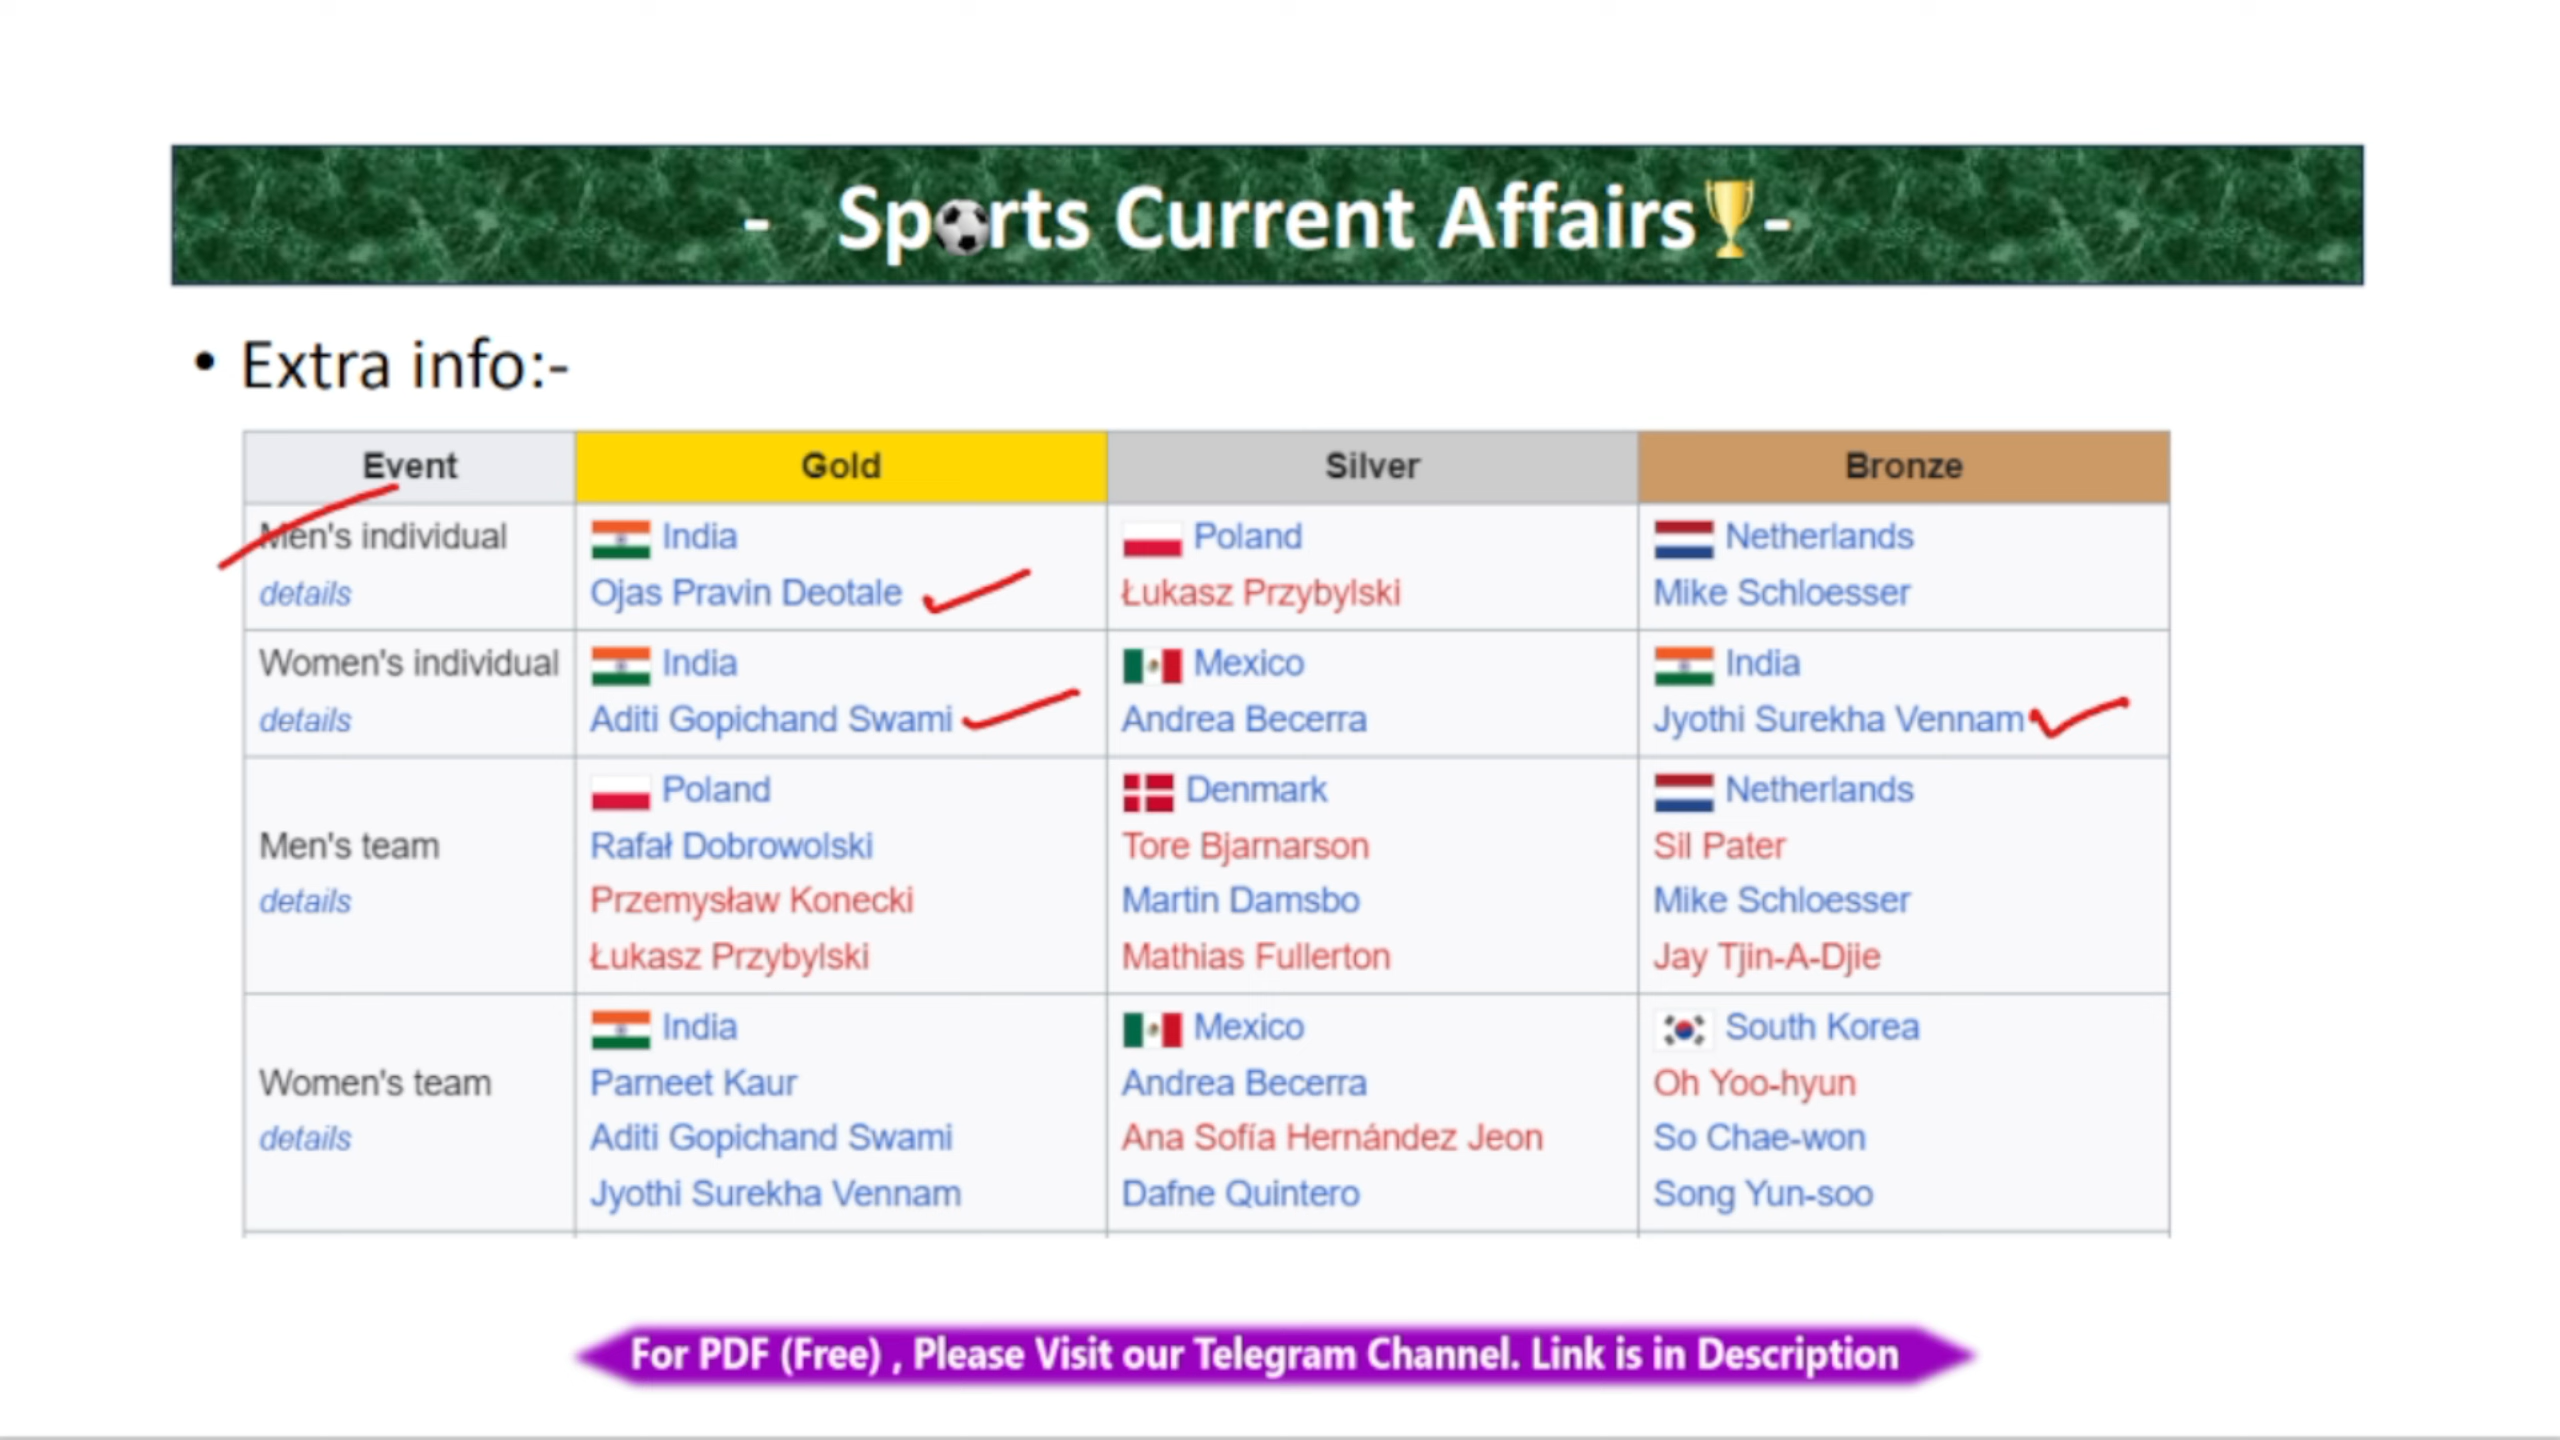 - Sports Current Affairs -
• Extra info:-
Event Gold Silver Bronze
Men's individual India Poland Netherlands
details Ojas Pravin Deotale Łukasz Przybylski Mike Schloesser
Women's individual India Mexico India
details Aditi Gopichand Swami Andrea Becerra Jyothi Surekha Vennam
Poland Denmark Netherlands
Men's team Rafał Dobrowolski Tore Bjarnarson Sil Pater
details Przemysław Konecki Martin Damsbo Mike Schloesser
Łukasz Przybylski Mathias Fullerton Jay Tjin-A-Djie
India Mexico South Korea
Women's team Parneet Kaur Andrea Becerra Oh Yoo-hyun
details Aditi Gopichand Swami Ana Sofía Hernández Jeon So Chae-won
Jyothi Surekha Vennam Dafne Quintero Song Yun-soo
For PDF (Free) , Please Visit our Telegram Channel. Link is in Description